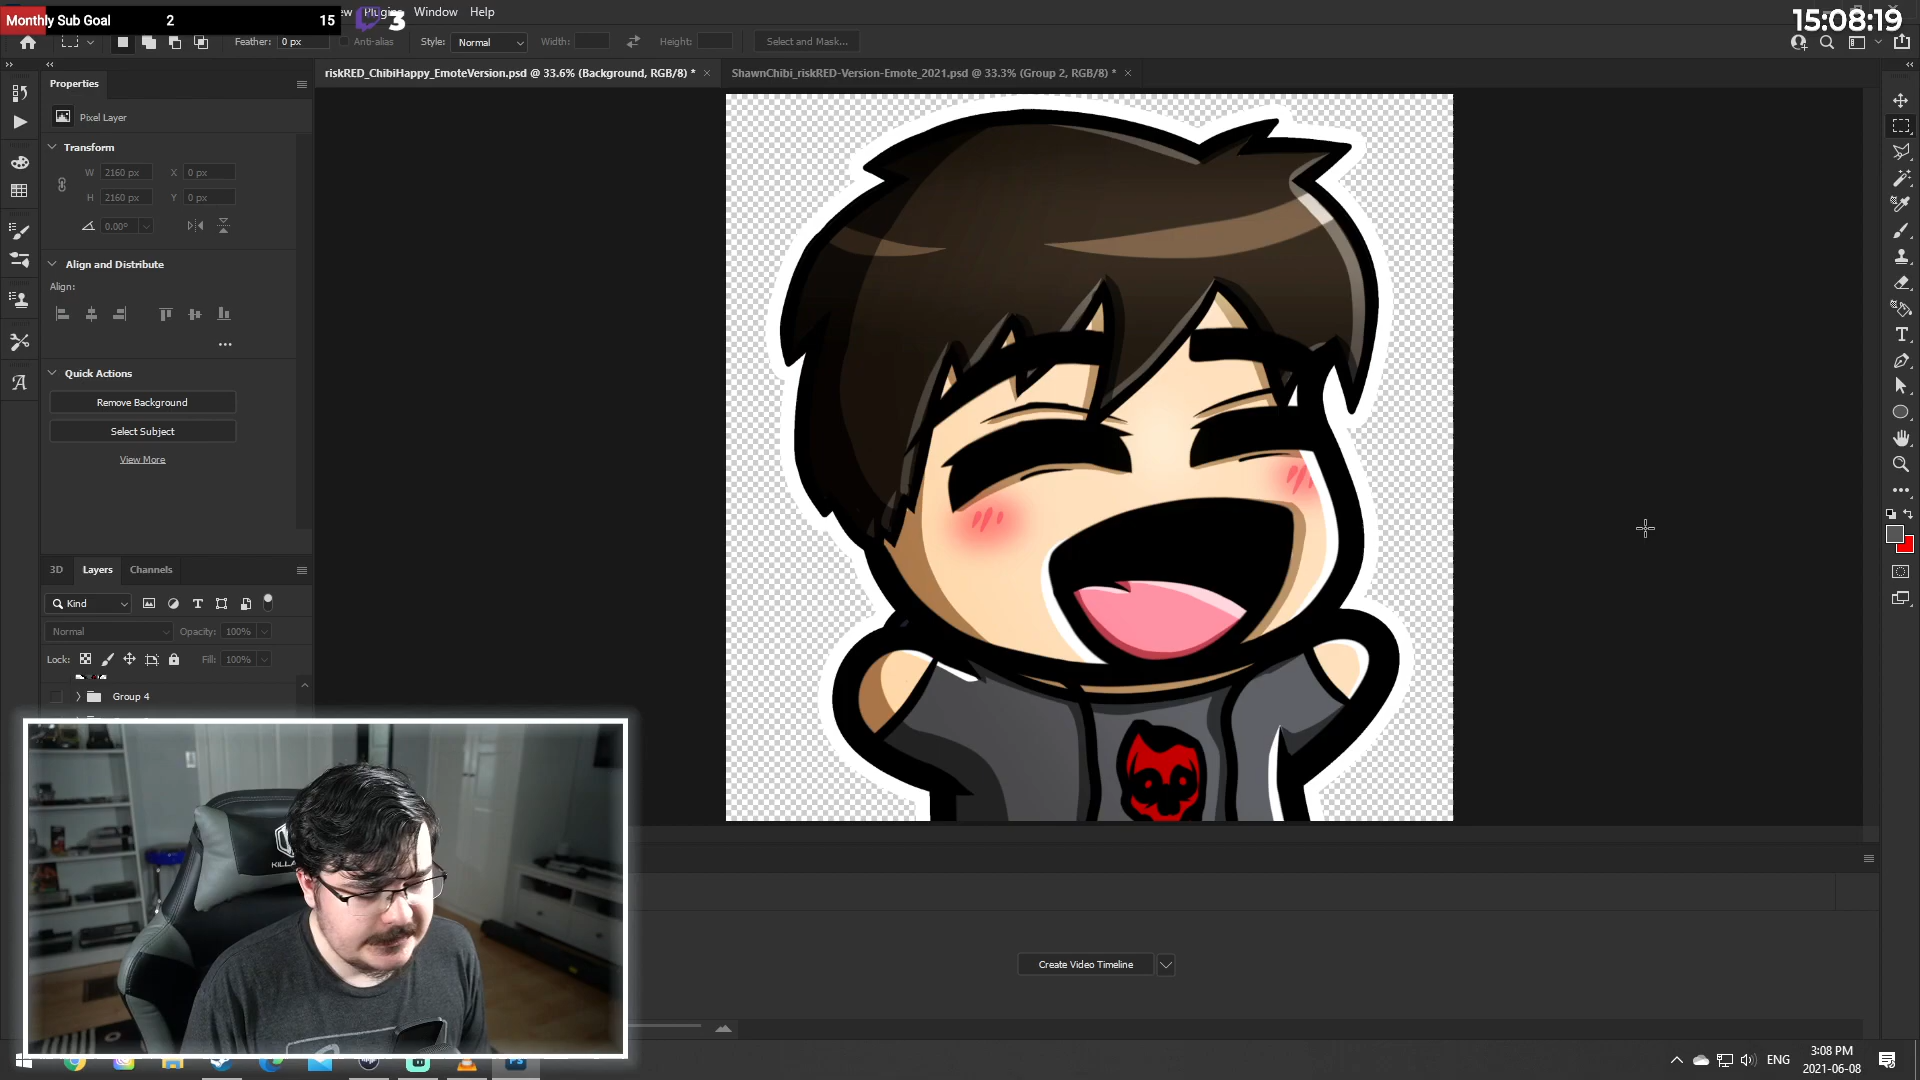 Monthly Sub Goal 2 15
3
ew Plugins Window Help
15:08:19
Feather: 0 px Anti-alias Style: Normal Width: Height: Select and Mask...
riskRED_ChibiHappy_EmoteVersion.psd @ 33.6% (Background, RGB/8) * ShawnChibi_riskRED-Version-Emote_2021.psd @ 33.3% (Group 2, RGB/8) *
Properties
Pixel Layer
Transform
W 2160 px X 0 px
H 2160 px Y 0 px
0.00°
Align and Distribute
Align:
Quick Actions
Remove Background
Select Subject
View More
3D Layers Channels
Kind
Normal Opacity: 100%
Lock: Fill: 100%
Group 4
Create Video Timeline
ENG
3:08 PM
2021-06-08